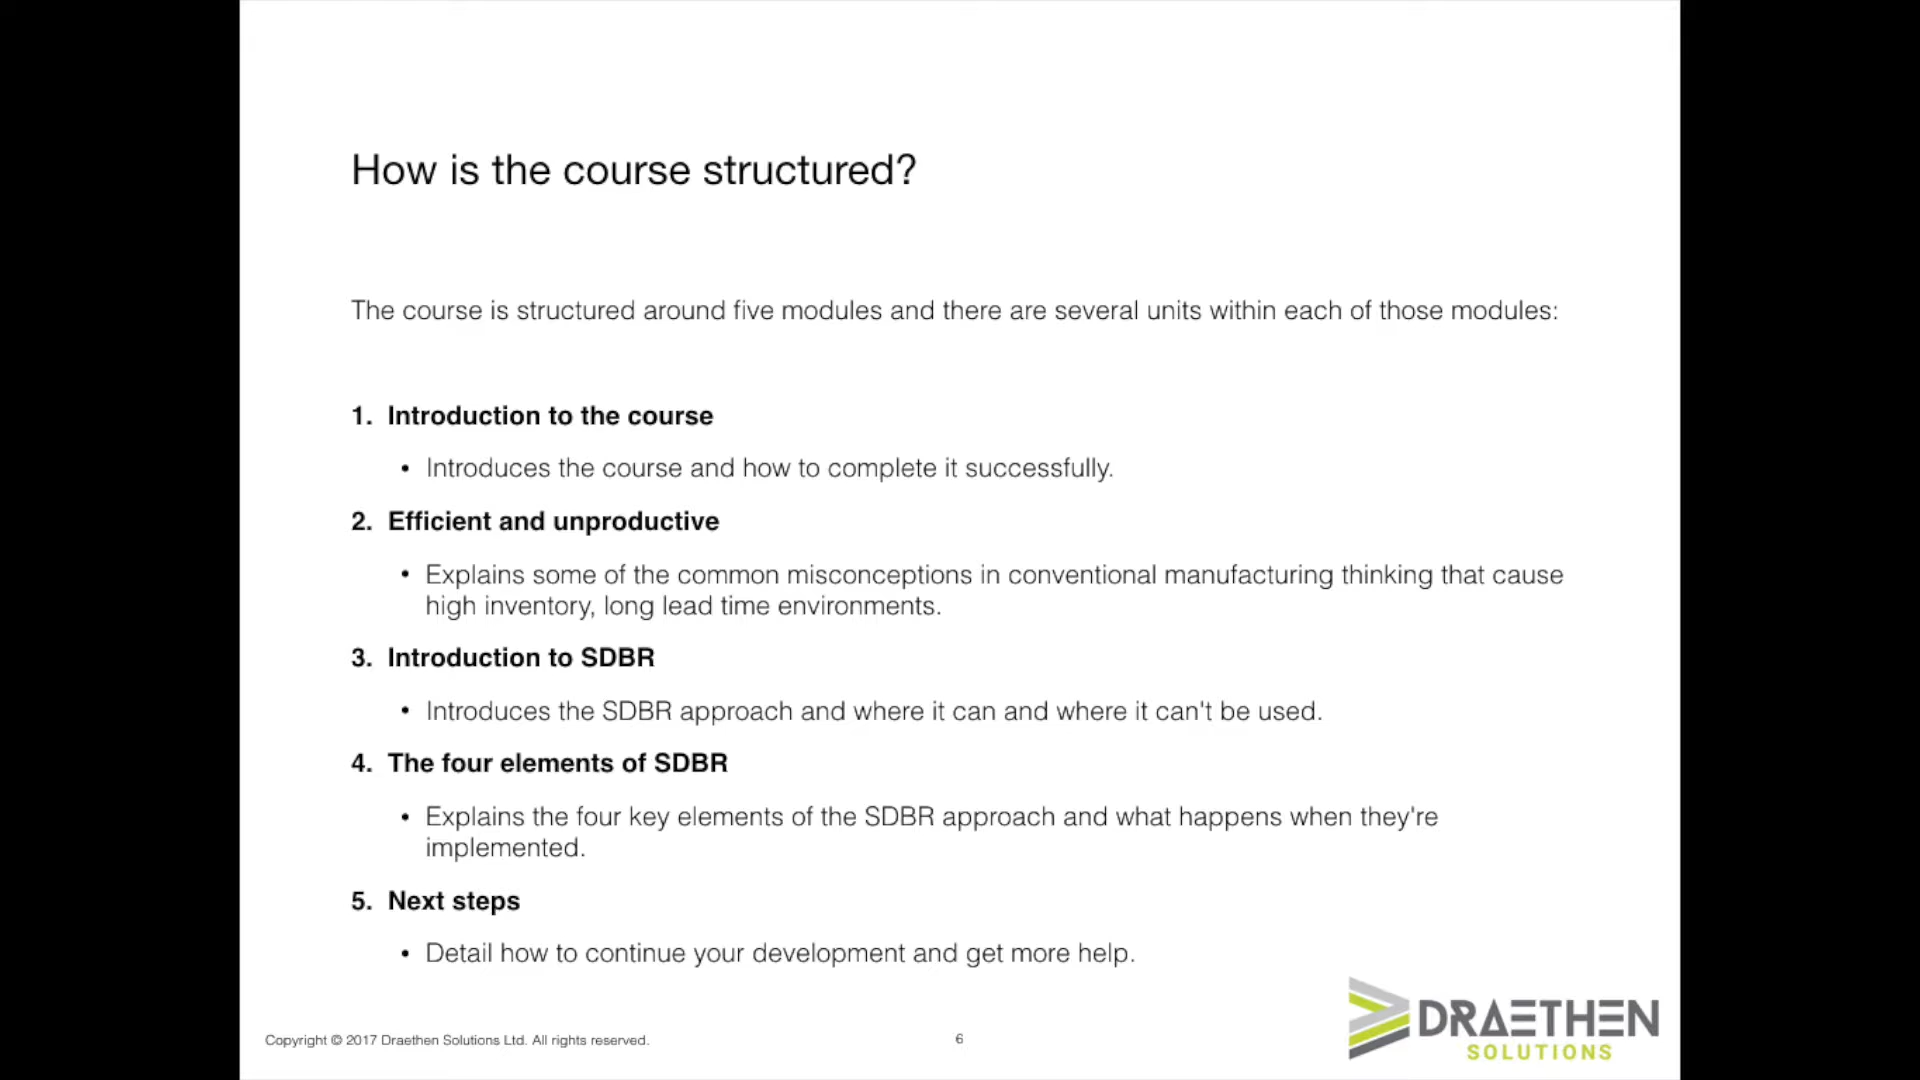 How is the course structured?
The course is structured around five modules and there are several units within each of those modules:
1. Introduction to the course
• Introduces the course and how to complete it successfully.
2. Efficient and unproductive
• Explains some of the common misconceptions in conventional manufacturing thinking that cause
high inventory, long lead time environments.
3. Introduction to SDBR
• Introduces the SDBR approach and where it can and where it can't be used.
4. The four elements of SDBR
• Explains the four key elements of the SDBR approach and what happens when they're
implemented.
5. Next steps
• Detail how to continue your development and get more help.
Copyright © 2017 Draethen Solutions Ltd. All rights reserved.
6
DRAETHEN
SOLUTIONS